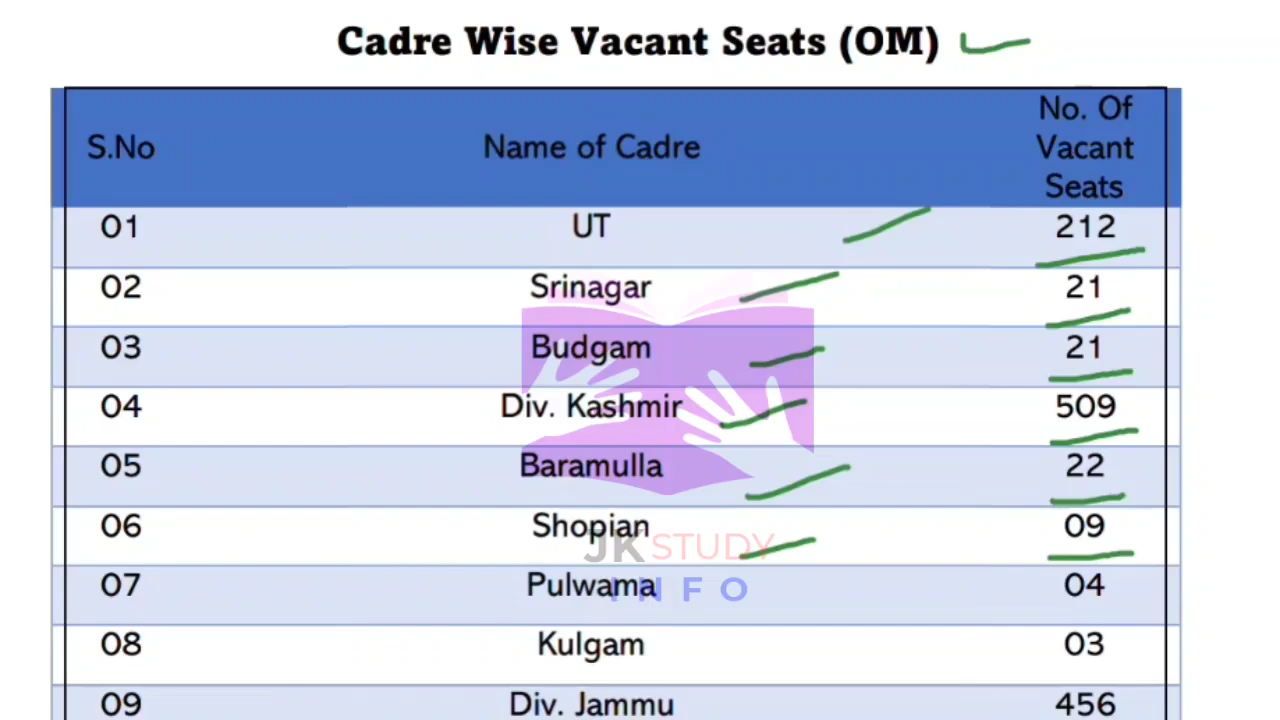 Cadre Wise Vacant Seats (OM)
S.No Name of Cadre No. Of Vacant Seats
01 UT 212
02 Srinagar 21
03 Budgam 21
04 Div. Kashmir 509
05 Baramulla 22
06 Shopian 09
JK STUDY
07 Pulwama 04
INFO
08 Kulgam 03
09 Div. Jammu 456